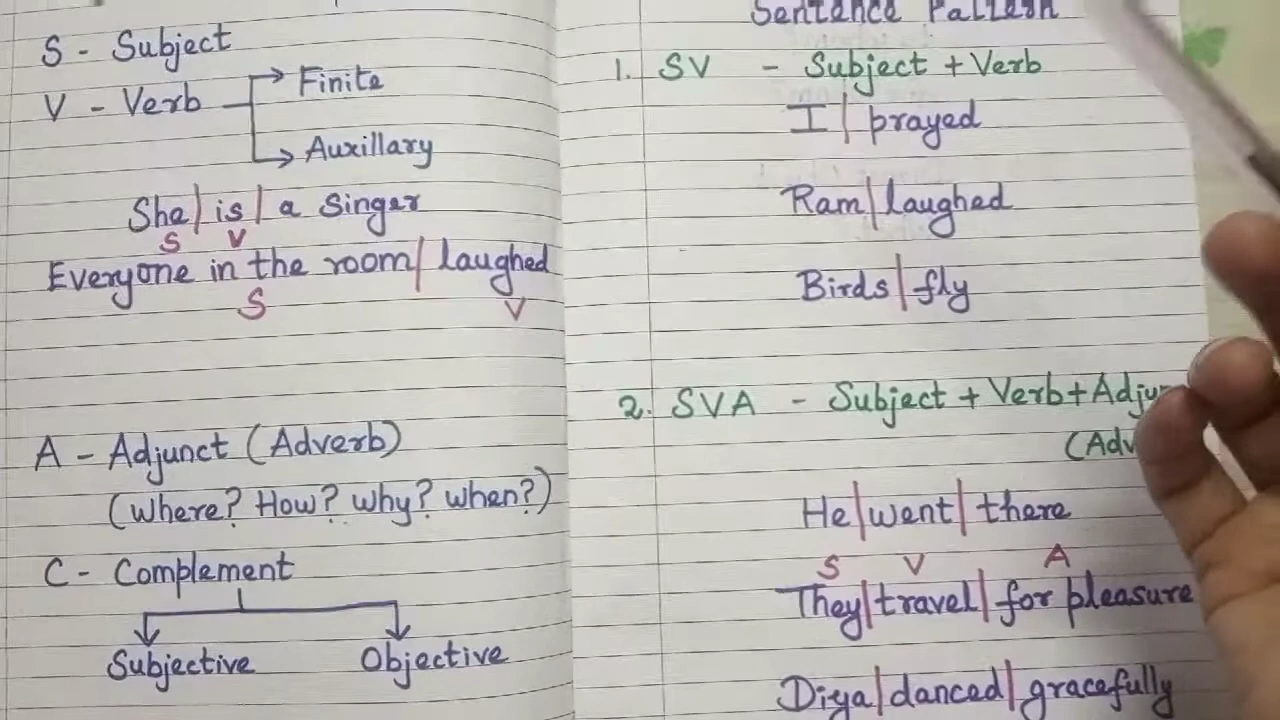 S - Subject
V - Verb
Finite
Auxillary
She| is| a singer
S V
Everyone in the room| laughed
S V
A - Adjunct (Adverb)
(Where? How? Why? When?)
C - Complement
Subjective Objective
Sentence Pattern
1. SV - Subject + Verb
I| prayed
Ram| laughed
Birds| fly
2. SVA - Subject + Verb + Adju
(Adv
He| went| there
S V A
They| travel| for pleasure
Diya| danced| gracefully